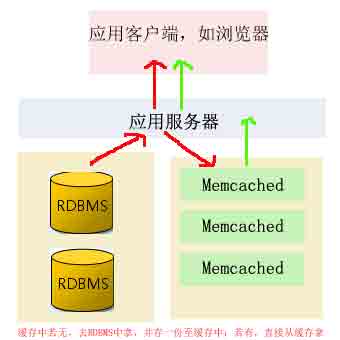 应用客户端，如浏览器
应用服务器
RDBMS
RDBMS
Memcached
Memcached
Memcached
缓存中若无，去RDBMS中拿，并存一份至缓存中；若有，直接从缓存拿